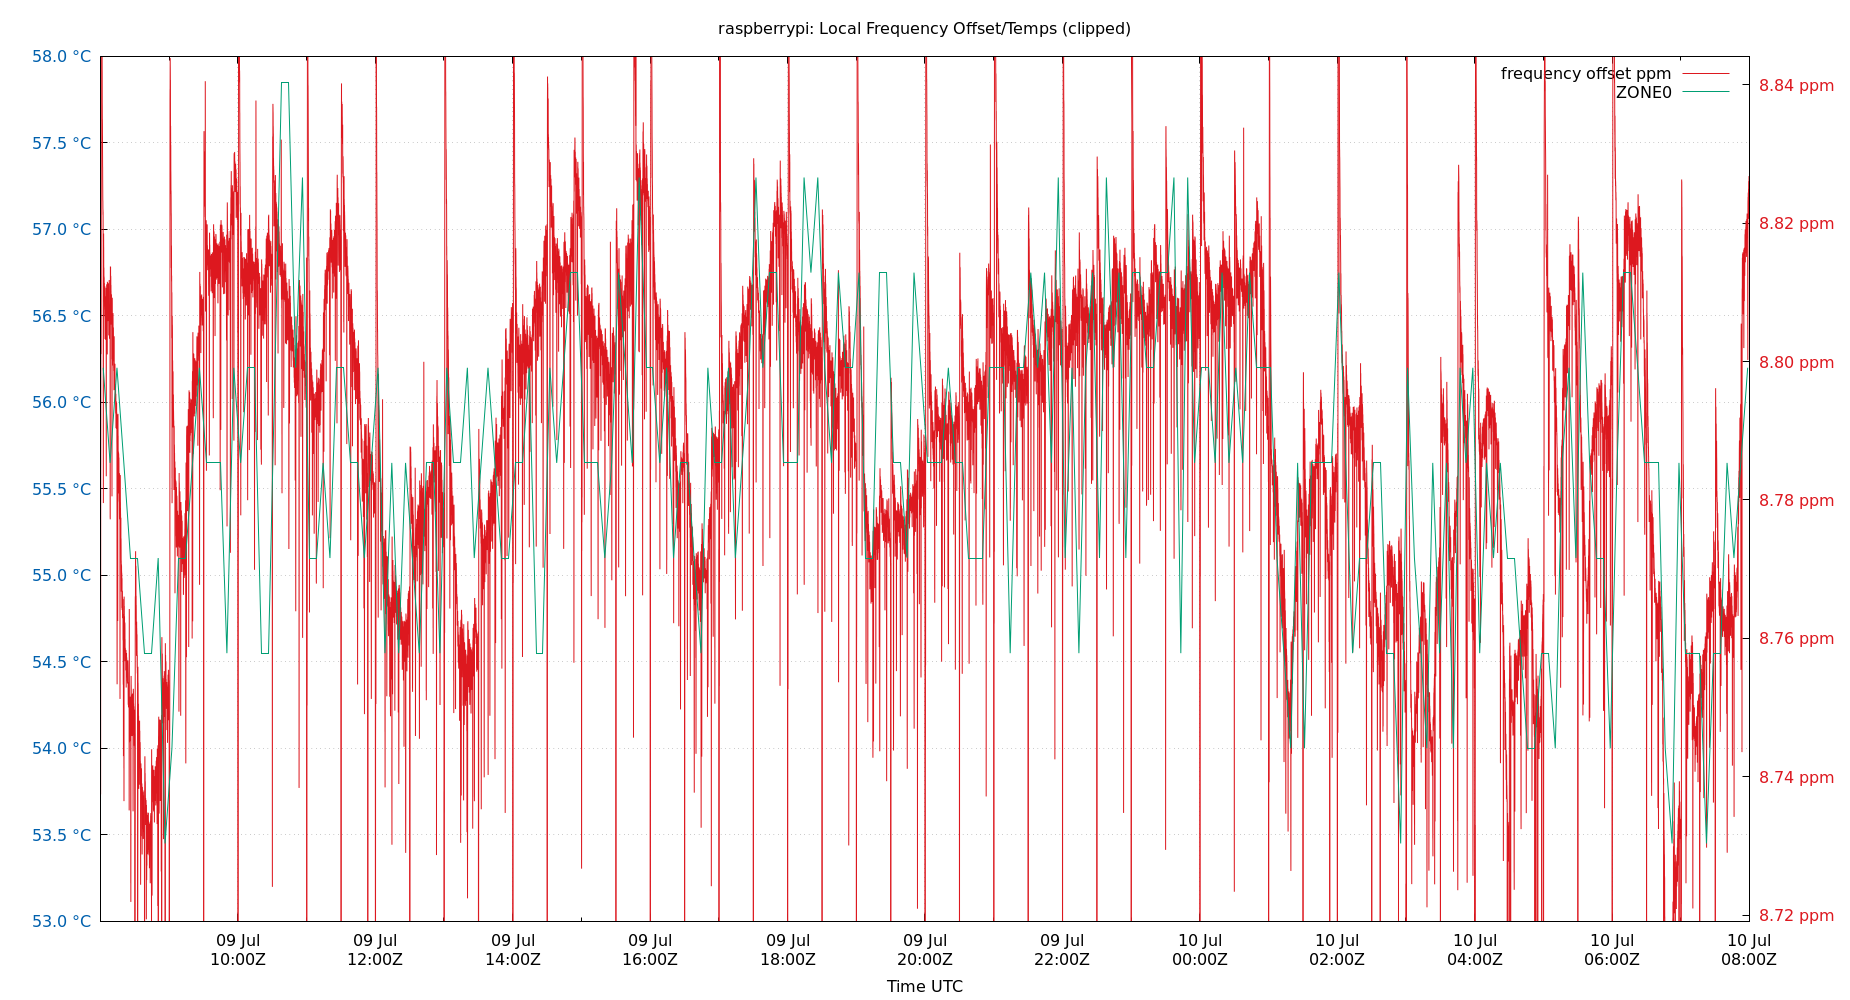 raspberrypi: Local Frequency Offset/Temps (clipped)
frequency offset ppm
ZONE0
58.0 °C
57.5 °C
57.0 °C
56.5 °C
56.0 °C
55.5 °C
55.0 °C
54.5 °C
54.0 °C
53.5 °C
53.0 °C
8.84 ppm
8.82 ppm
8.80 ppm
8.78 ppm
8.76 ppm
8.74 ppm
8.72 ppm
09 Jul
10:00Z
09 Jul
12:00Z
09 Jul
14:00Z
09 Jul
16:00Z
09 Jul
18:00Z
09 Jul
20:00Z
09 Jul
22:00Z
10 Jul
00:00Z
10 Jul
02:00Z
10 Jul
04:00Z
10 Jul
06:00Z
10 Jul
08:00Z
Time UTC